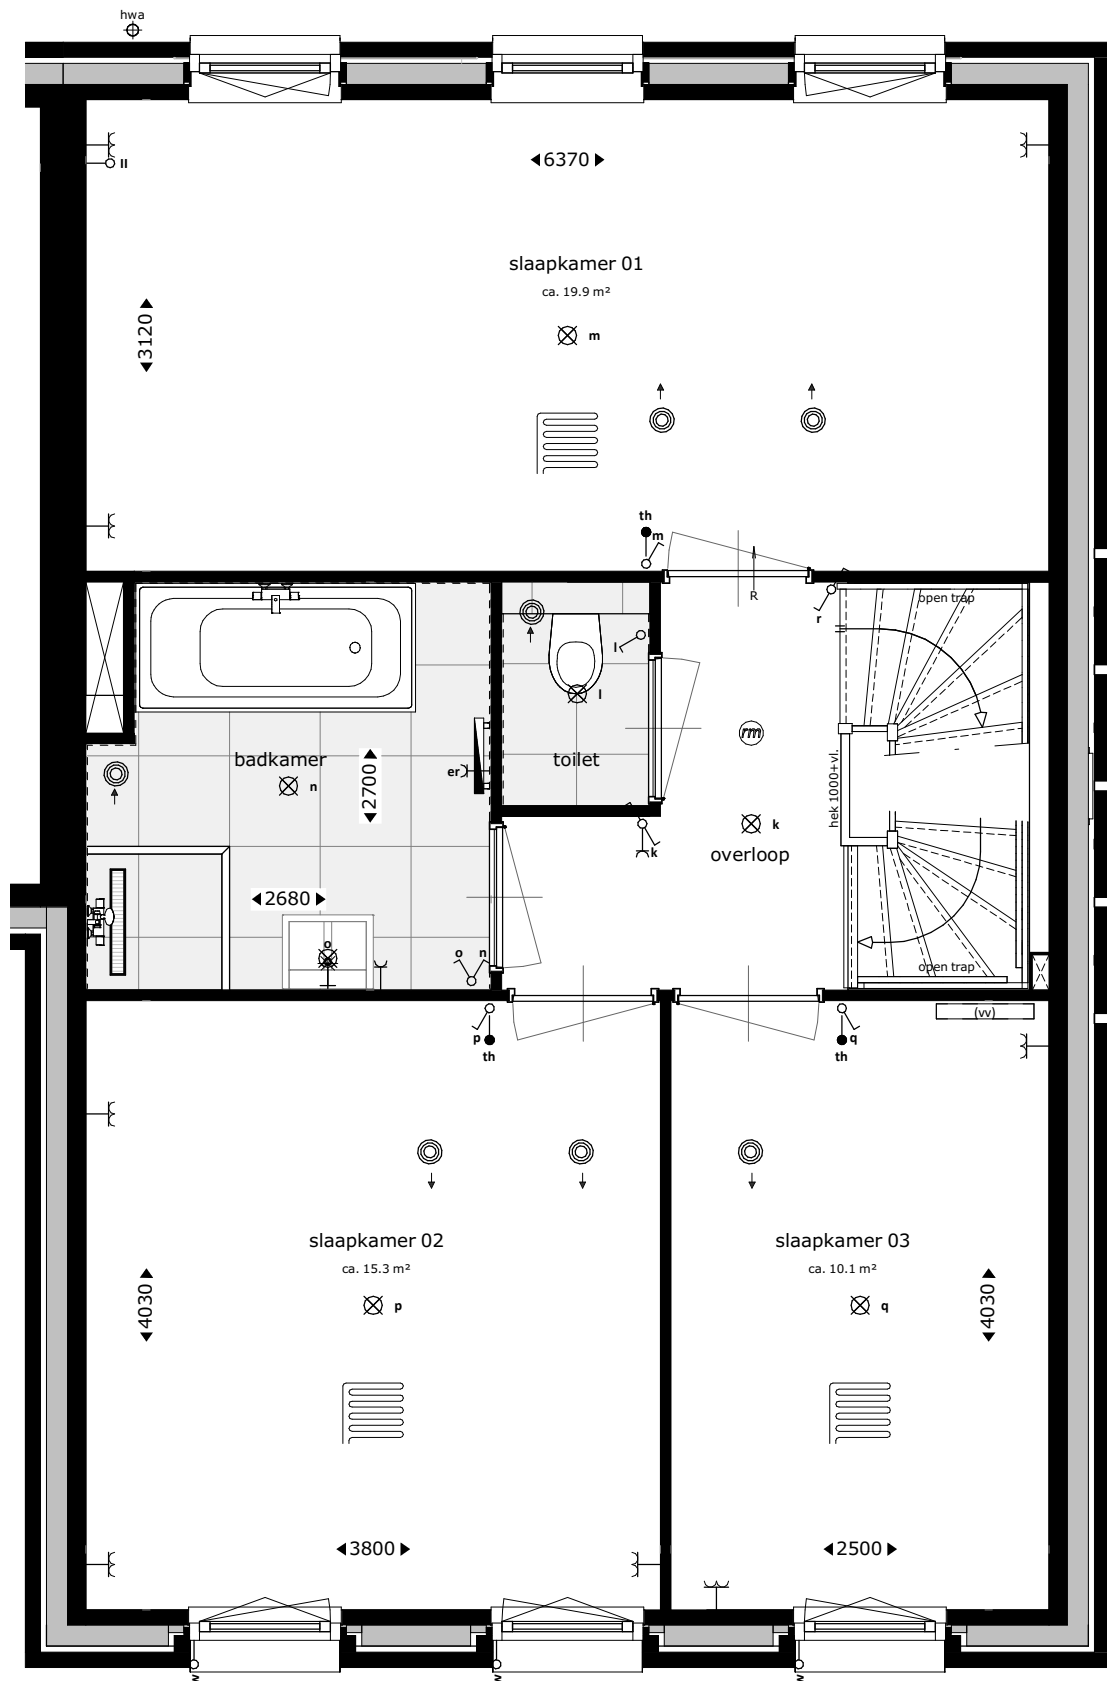 hwa
ll
6370
slaapkamer 01
ca. 19.9 m²
3120
m
th
m
R
r
open trap
l
l
rm
badkamer
n
2700
er
toilet
k
k
overloop
hek 1000+vl.
2680
o
o
n
open trap
p
th
q
th
(vv)
slaapkamer 02
ca. 15.3 m²
p
4030
slaapkamer 03
ca. 10.1 m²
q
4030
3800
2500